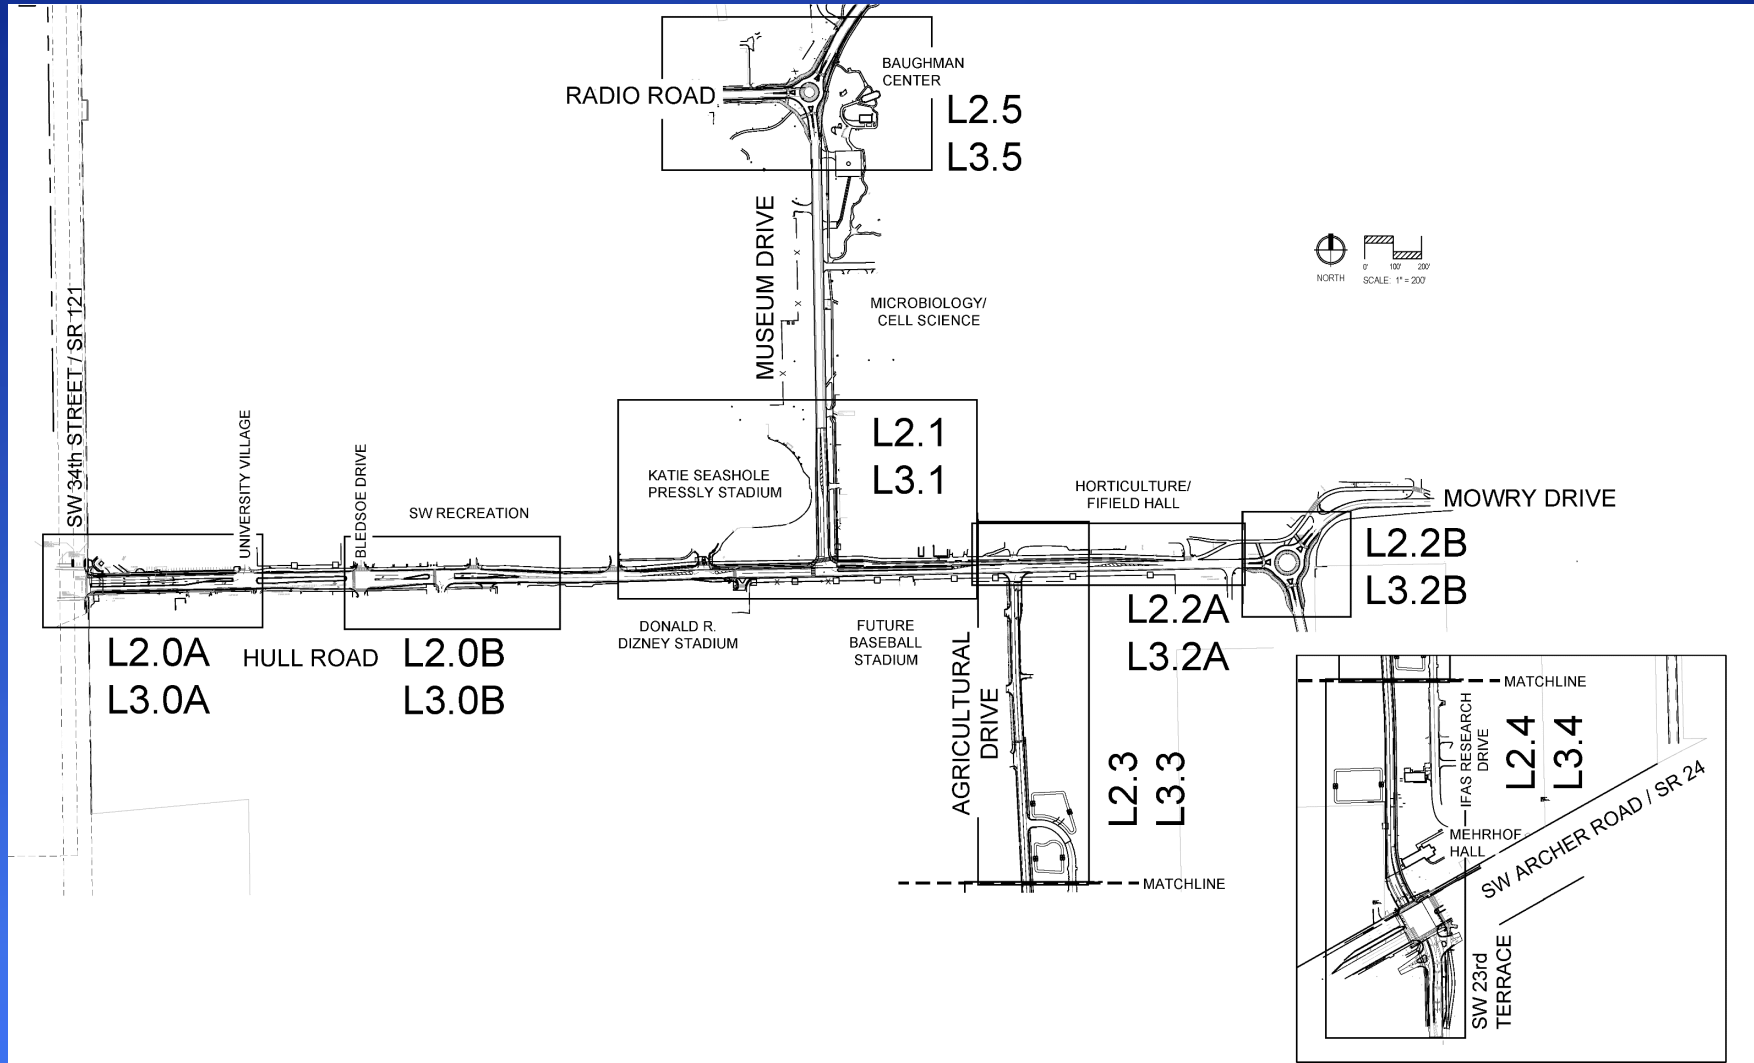 BAUGHMAN
CENTER
RADIO ROAD
L2.5
L3.5
MUSEUM DRIVE
NORTH
0' 100' 200'
SCALE: 1" = 200'
MICROBIOLOGY/
CELL SCIENCE
SW 34th STREET / SR 121
UNIVERSITY VILLAGE
BLEDSOE DRIVE
SW RECREATION
KATIE SEASHOLE
PRESSLY STADIUM
L2.1
L3.1
HORTICULTURE/
FIFIELD HALL
MOWRY DRIVE
L2.2B
L3.2B
L2.2A
L3.2A
L2.0A
L3.0A
HULL ROAD
L2.0B
L3.0B
DONALD R.
DIZNEY STADIUM
FUTURE
BASEBALL
STADIUM
AGRICULTURAL
DRIVE
L2.3
L3.3
MATCHLINE
MATCHLINE
IFAS RESEARCH
DRIVE
L2.4
L3.4
MEHRHOF
HALL
SW ARCHER ROAD / SR 24
SW 23rd
TERRACE